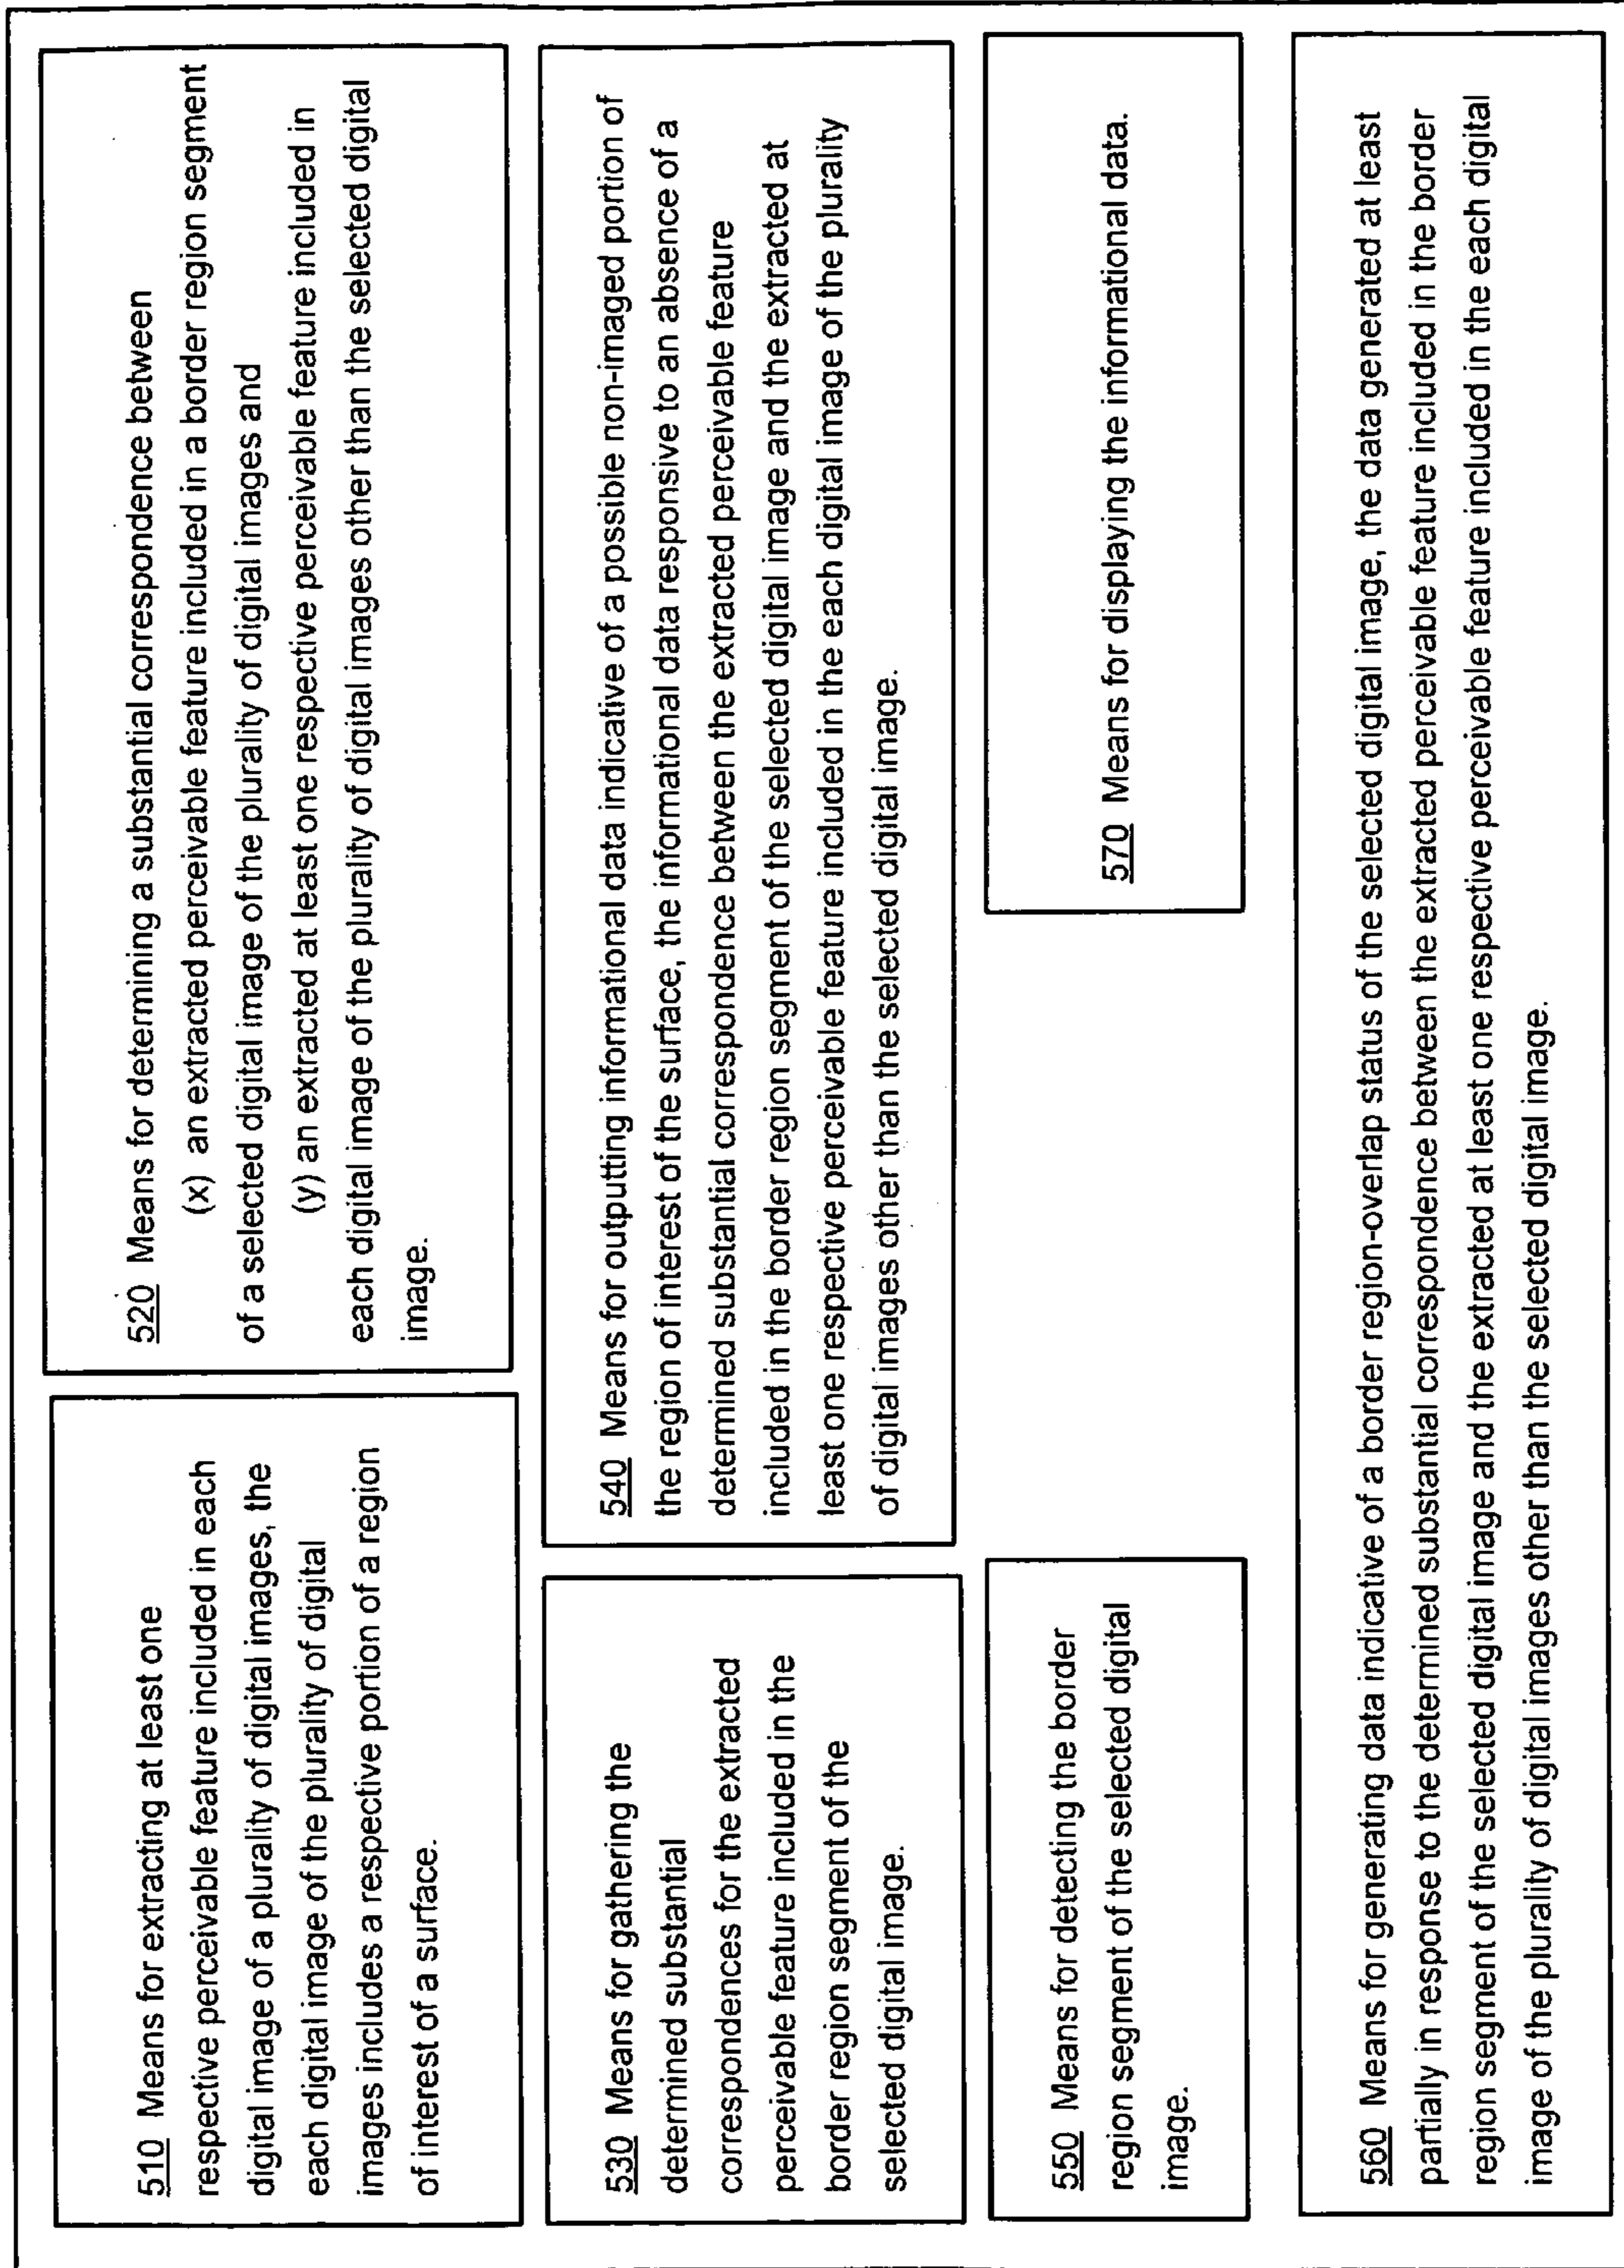 510 Means for extracting at least one
respective perceivable feature included in each
digital image of a plurality of digital images, the
each digital image of the plurality of digital
images includes a respective portion of a region
of interest of a surface.
520 Means for determining a substantial correspondence between
(x) an extracted perceivable feature included in a border region segment
of a selected digital image of the plurality of digital images and
(y) an extracted at least one respective perceivable feature included in
each digital image of the plurality of digital images other than the selected digital
image.
530 Means for gathering the
determined substantial
correspondences for the extracted
perceivable feature included in the
border region segment of the
selected digital image.
540 Means for outputting informational data indicative of a possible non-imaged portion of
the region of interest of the surface, the informational data responsive to an absence of a
determined substantial correspondence between the extracted perceivable feature
included in the border region segment of the selected digital image and the extracted at
least one respective perceivable feature included in the each digital image of the plurality
of digital images other than the selected digital image.
550 Means for detecting the border
region segment of the selected digital
image.
570 Means for displaying the informational data.
560 Means for generating data indicative of a border region-overlap status of the selected digital image, the data generated at least
partially in response to the determined substantial correspondence between the extracted perceivable feature included in the border
region segment of the selected digital image and the extracted at least one respective perceivable feature included in the each digital
image of the plurality of digital images other than the selected digital image.